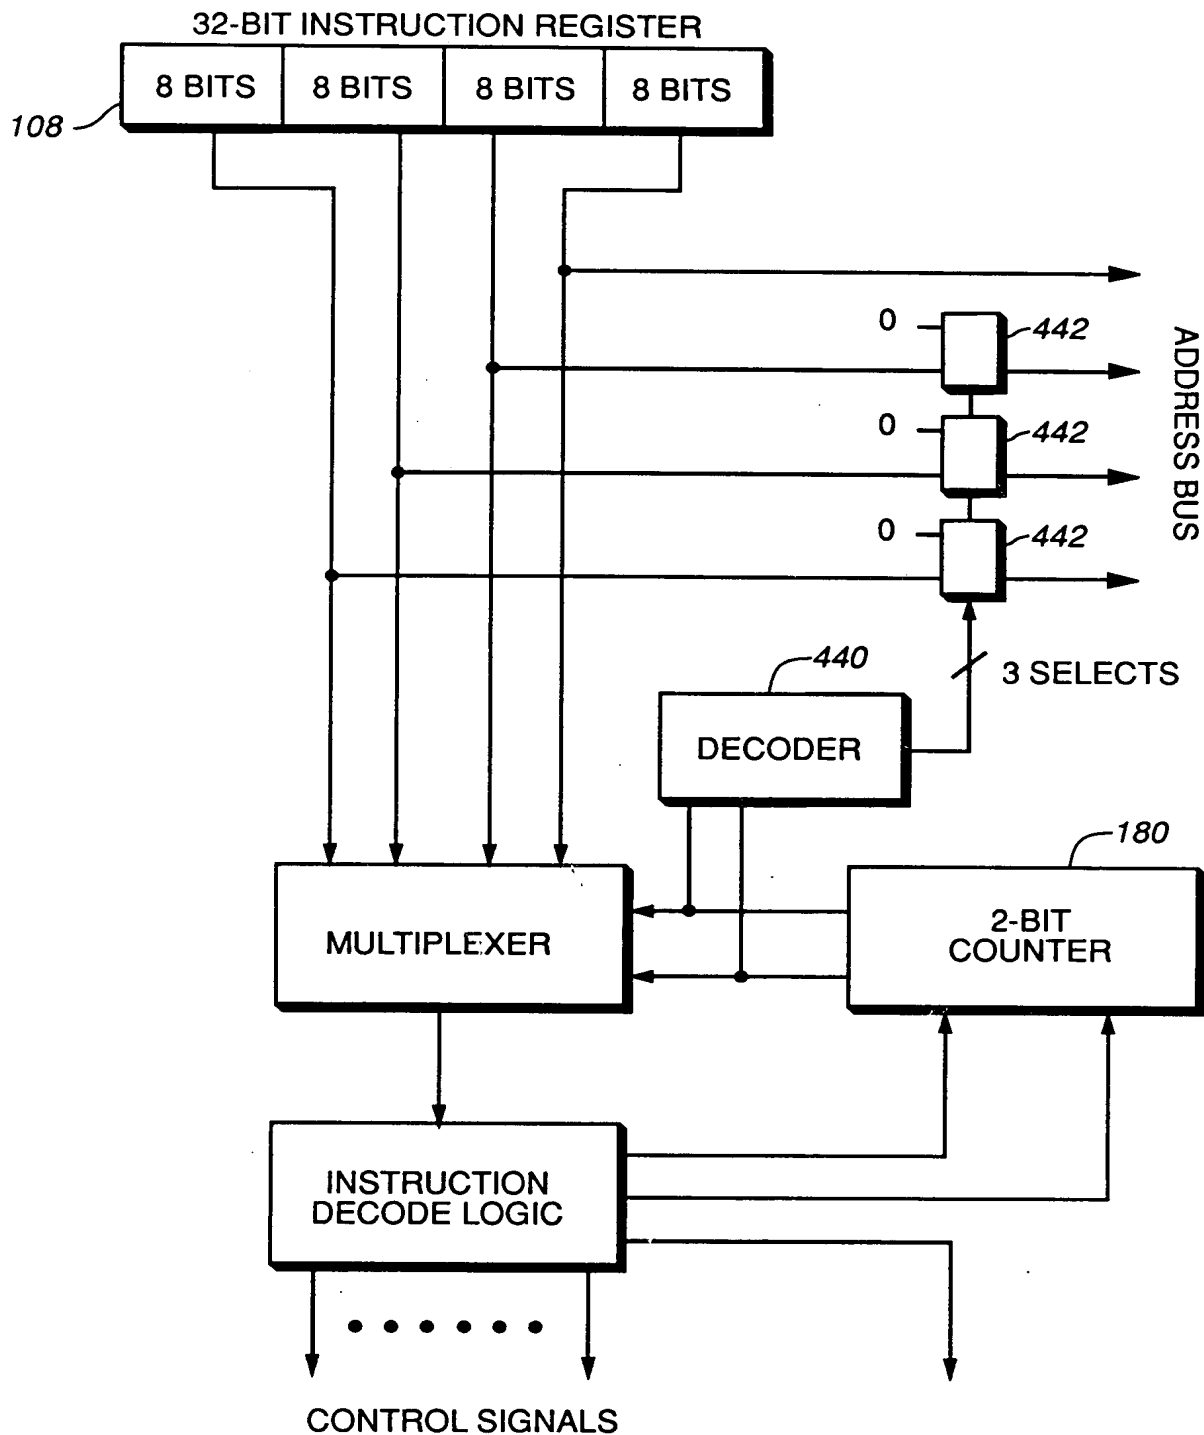 32-BIT INSTRUCTION REGISTER
8 BITS 8 BITS 8 BITS 8 BITS
108
0 442
0 442
0 442
ADDRESS BUS
3 SELECTS
440
DECODER
180
2-BIT
COUNTER
MULTIPLEXER
INSTRUCTION
DECODE LOGIC
CONTROL SIGNALS